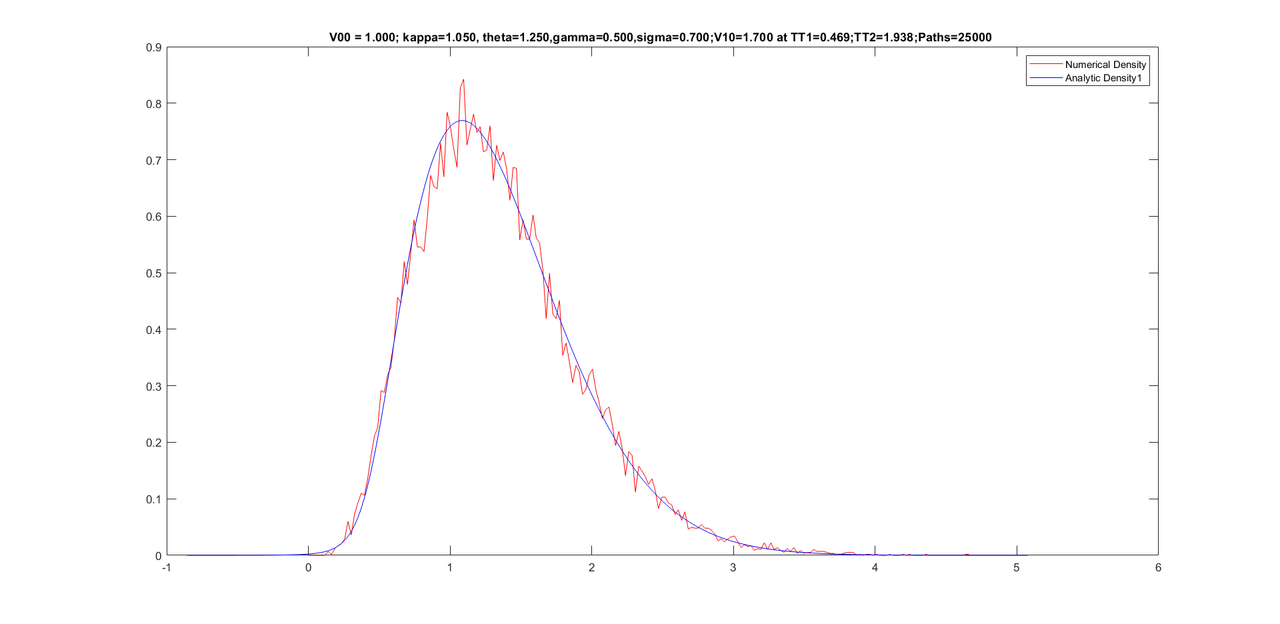 V00 = 1.000; kappa=1.050, theta=1.250,gamma=0.500,sigma=0.700;V10=1.700 at TT1=0.469;TT2=1.938;Paths=25000
Numerical Density
Analytic Density1
0.9
0.8
0.7
0.6
0.5
0.4
0.3
0.2
0.1
0
-1 0 1 2 3 4 5 6